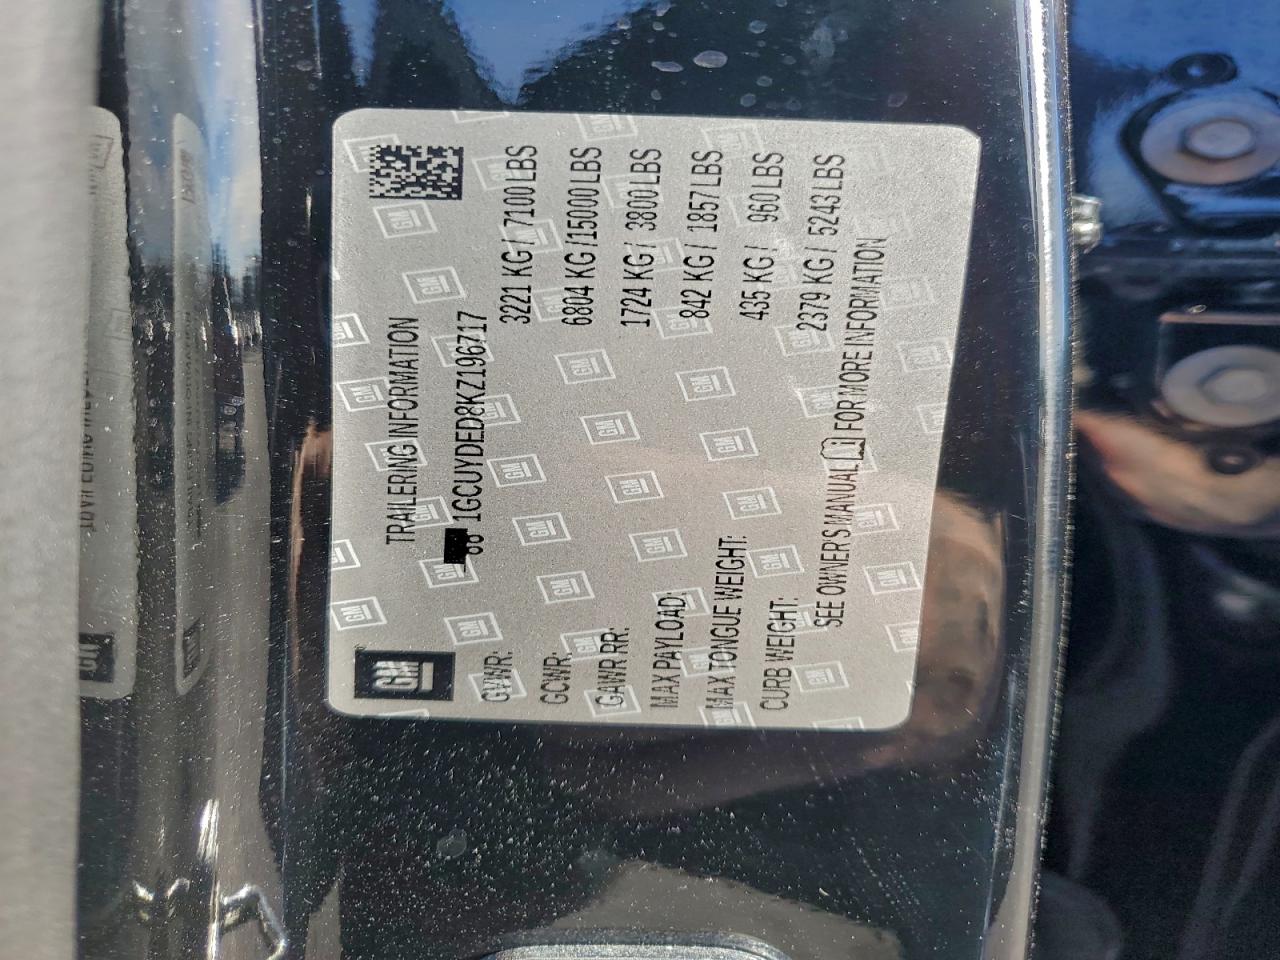 GM
TRAILERING INFORMATION
86 1GCUYDED8KZ196717
GVWR: 3221 KG / 7100 LBS
GCWR: 6804 KG /15000 LBS
GAWR RR: 1724 KG / 3800 LBS
MAX PAYLOAD: 842 KG / 1857 LBS
MAX TONGUE WEIGHT: 435 KG / 960 LBS
CURB WEIGHT: 2379 KG / 5243 LBS
SEE OWNER'S MANUAL FOR MORE INFORMATION